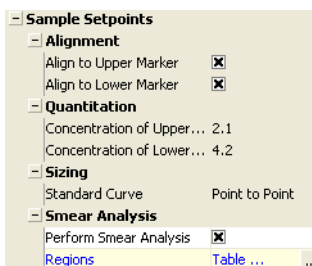 Sample Setpoints
Alignment
Align to Upper Marker
Align to Lower Marker
Quantitation
Concentration of Upper... 2.1
Concentration of Lower... 4.2
Sizing
Standard Curve Point to Point
Smear Analysis
Perform Smear Analysis
Regions Table ... ...